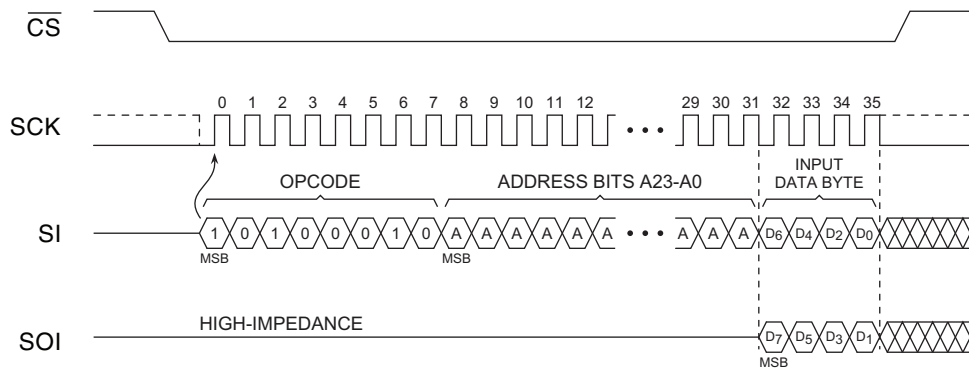 CS
0 1 2 3 4 5 6 7 8 9 10 11 12 29 30 31 32 33 34 35
SCK
INPUT
OPCODE ADDRESS BITS A23-A0 DATA BYTE
SI 1 0 1 0 0 0 1 0 A A A A A A • • • A A A D6 D4 D2 D0
MSB MSB
HIGH-IMPEDANCE
SOI D7 D5 D3 D1
MSB